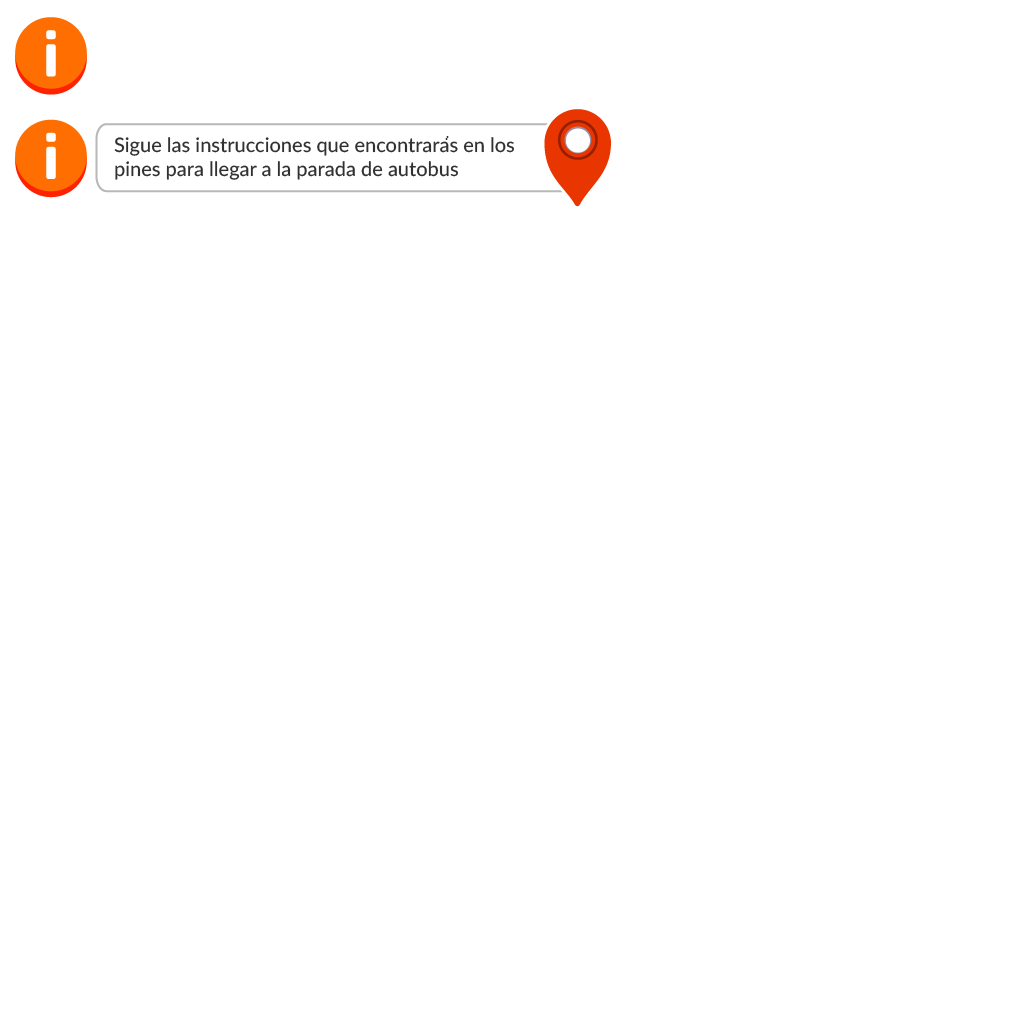 i
i
Sigue las instrucciones que encontrarás en los
pines para llegar a la parada de autobus